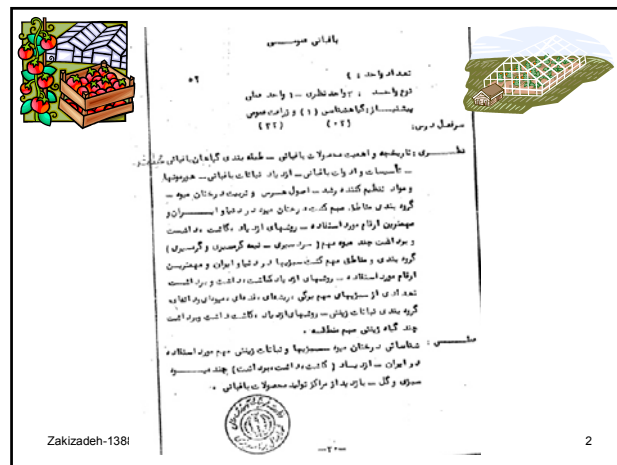 باغبانی عمومی
۵۲
تعداد واحد : ۴
نوع واحد : ۳ واحد نظری – ۱ واحد عملی
پیشنیاز : گیاهشناسی (۱) و زراعت عمومی
(۰۲) (۳۲)
سرفصل دروس:
نظری : تاریخچه و اهمیت محصولات باغبانی – طبقه بندی گیاهان باغبانی
– تأسیسات و ادوات باغبانی – ازدیاد نباتات باغبانی – هورمونها
و مواد تنظیم کننده رشد – اصول هرس و تربیت درختان میوه –
گروه بندی مناطق مهم کشت درختان میوه در دنیا و ایران و
مهمترین ارقام مورد استفاده – روشهای ازدیاد ، کاشت ، داشت
و برداشت چند میوه مهم (سردسیری – نیمه گرمسیری و گرمسیری)
گروه بندی و مناطق مهم کشت سبزیها در دنیا و ایران و مهمترین
ارقام مورد استفاده – روشهای ازدیاد کاشت ، داشت و برداشت
تعدادی از سبزیهای مهم برگی ، ریشه‌ای ، غده‌ای ، میوه‌ای و دانه‌ای
گروه بندی نباتات زینتی – روشهای ازدیاد ، کاشت ، داشت و برداشت
چند گیاه زینتی مهم منطقه .
عملی : شناسائی درختان میوه – سبزیها و نباتات زینتی مهم مورد استفاده
در ایران – ازدیاد (کاشت ، داشت ، برداشت) چند میوه
سبزی و گل – بازدید از مراکز تولید محصولات باغبانی .
–۲۰–
Zakizadeh-138
2